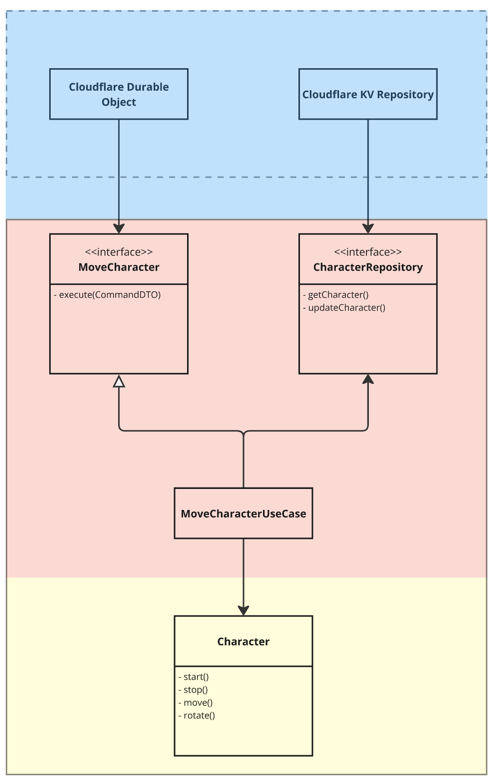 Cloudflare Durable
Object
Cloudflare KV Repository
<<interface>>
MoveCharacter
- execute(CommandDTO)
<<interface>>
CharacterRepository
- getCharacter()
- updateCharacter()
MoveCharacterUseCase
Character
- start()
- stop()
- move()
- rotate()